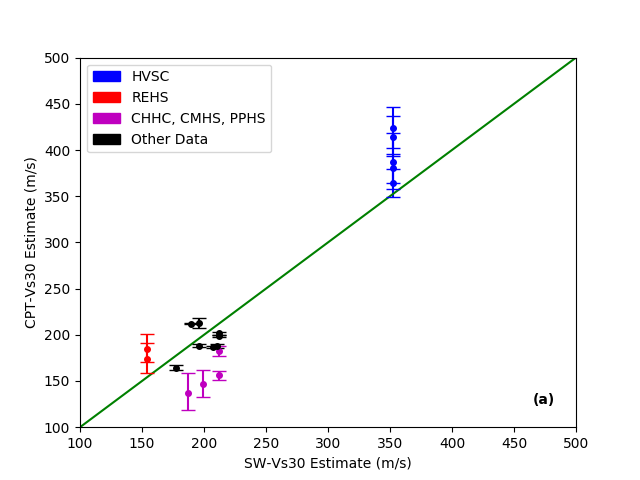 500
450
400
350
300
250
200
150
100
CPT-Vs30 Estimate (m/s)
HVSC
REHS
CHHC, CMHS, PPHS
Other Data
(a)
100 150 200 250 300 350 400 450 500
SW-Vs30 Estimate (m/s)